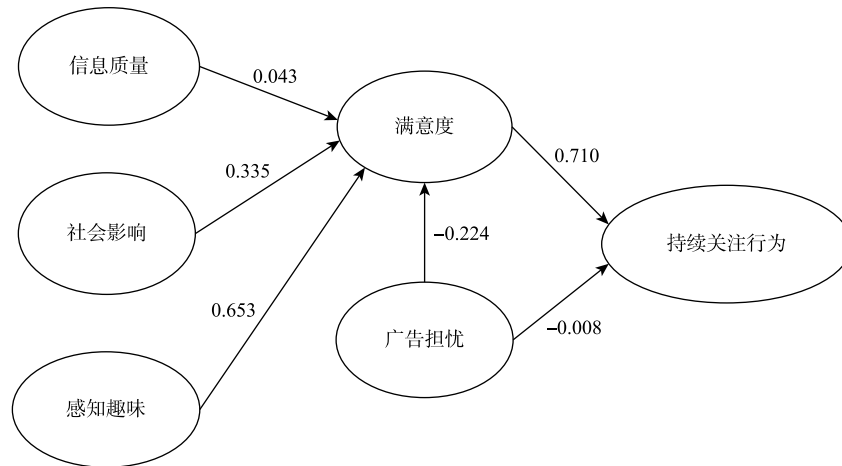 信息质量
0.043
满意度
0.335
0.710
社会影响
-0.224
持续关注行为
0.653
广告担忧
-0.008
感知趣味